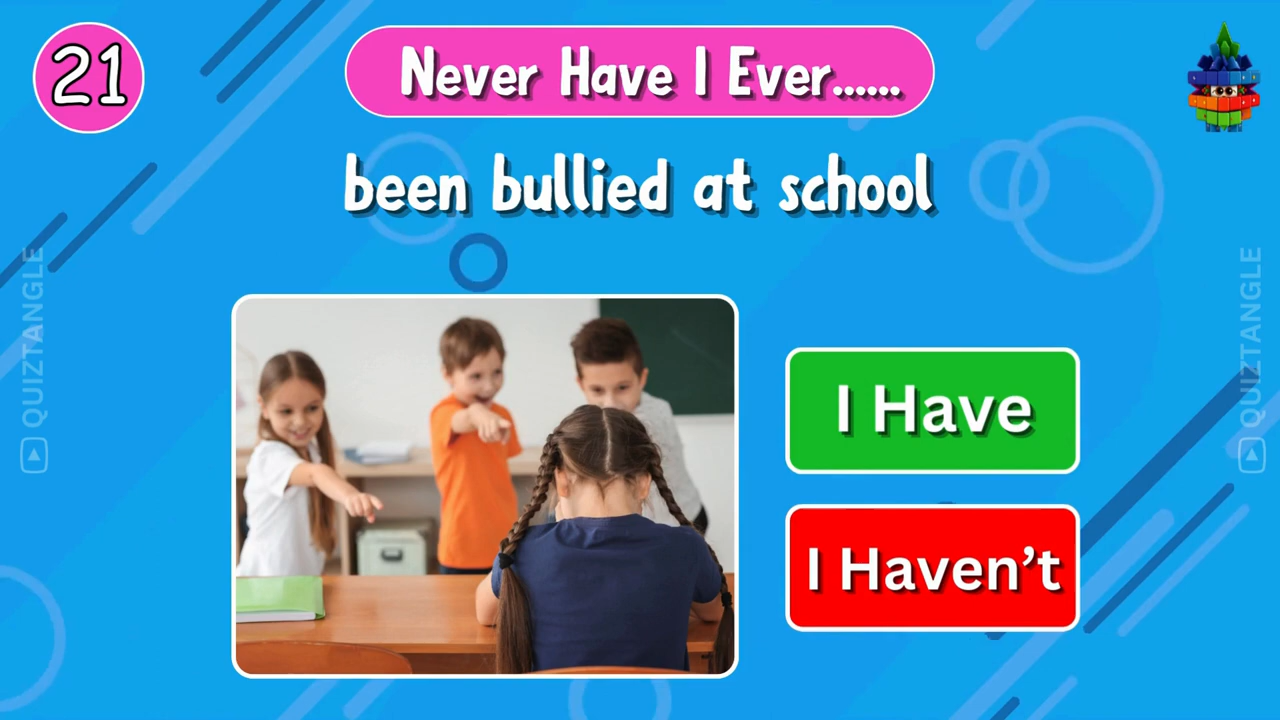 21
Never Have I Ever......
been bullied at school
I Have
I Haven't
QUIZTANGLE
QUIZTANGLE